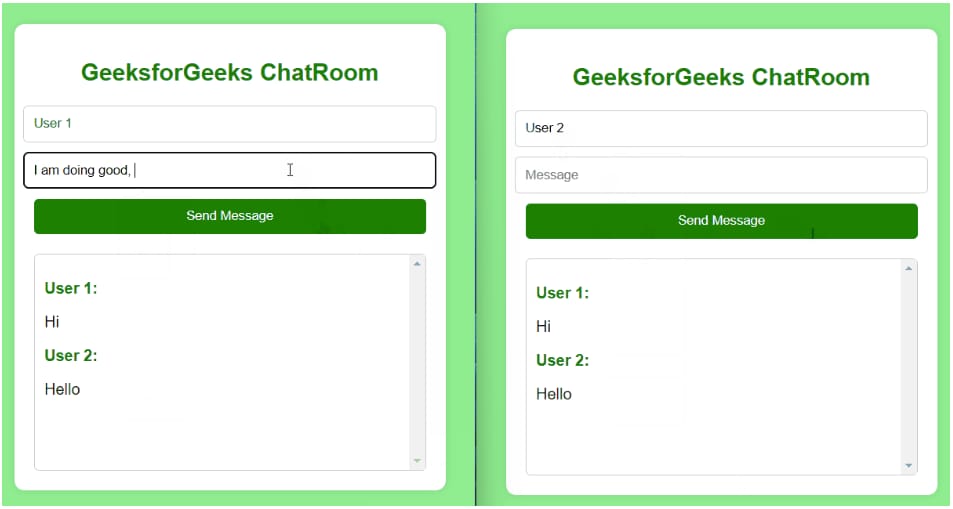 GeeksforGeeks ChatRoom
User 1
I am doing good,
Send Message
User 1:
Hi
User 2:
Hello
GeeksforGeeks ChatRoom
User 2
Message
Send Message
User 1:
Hi
User 2:
Hello